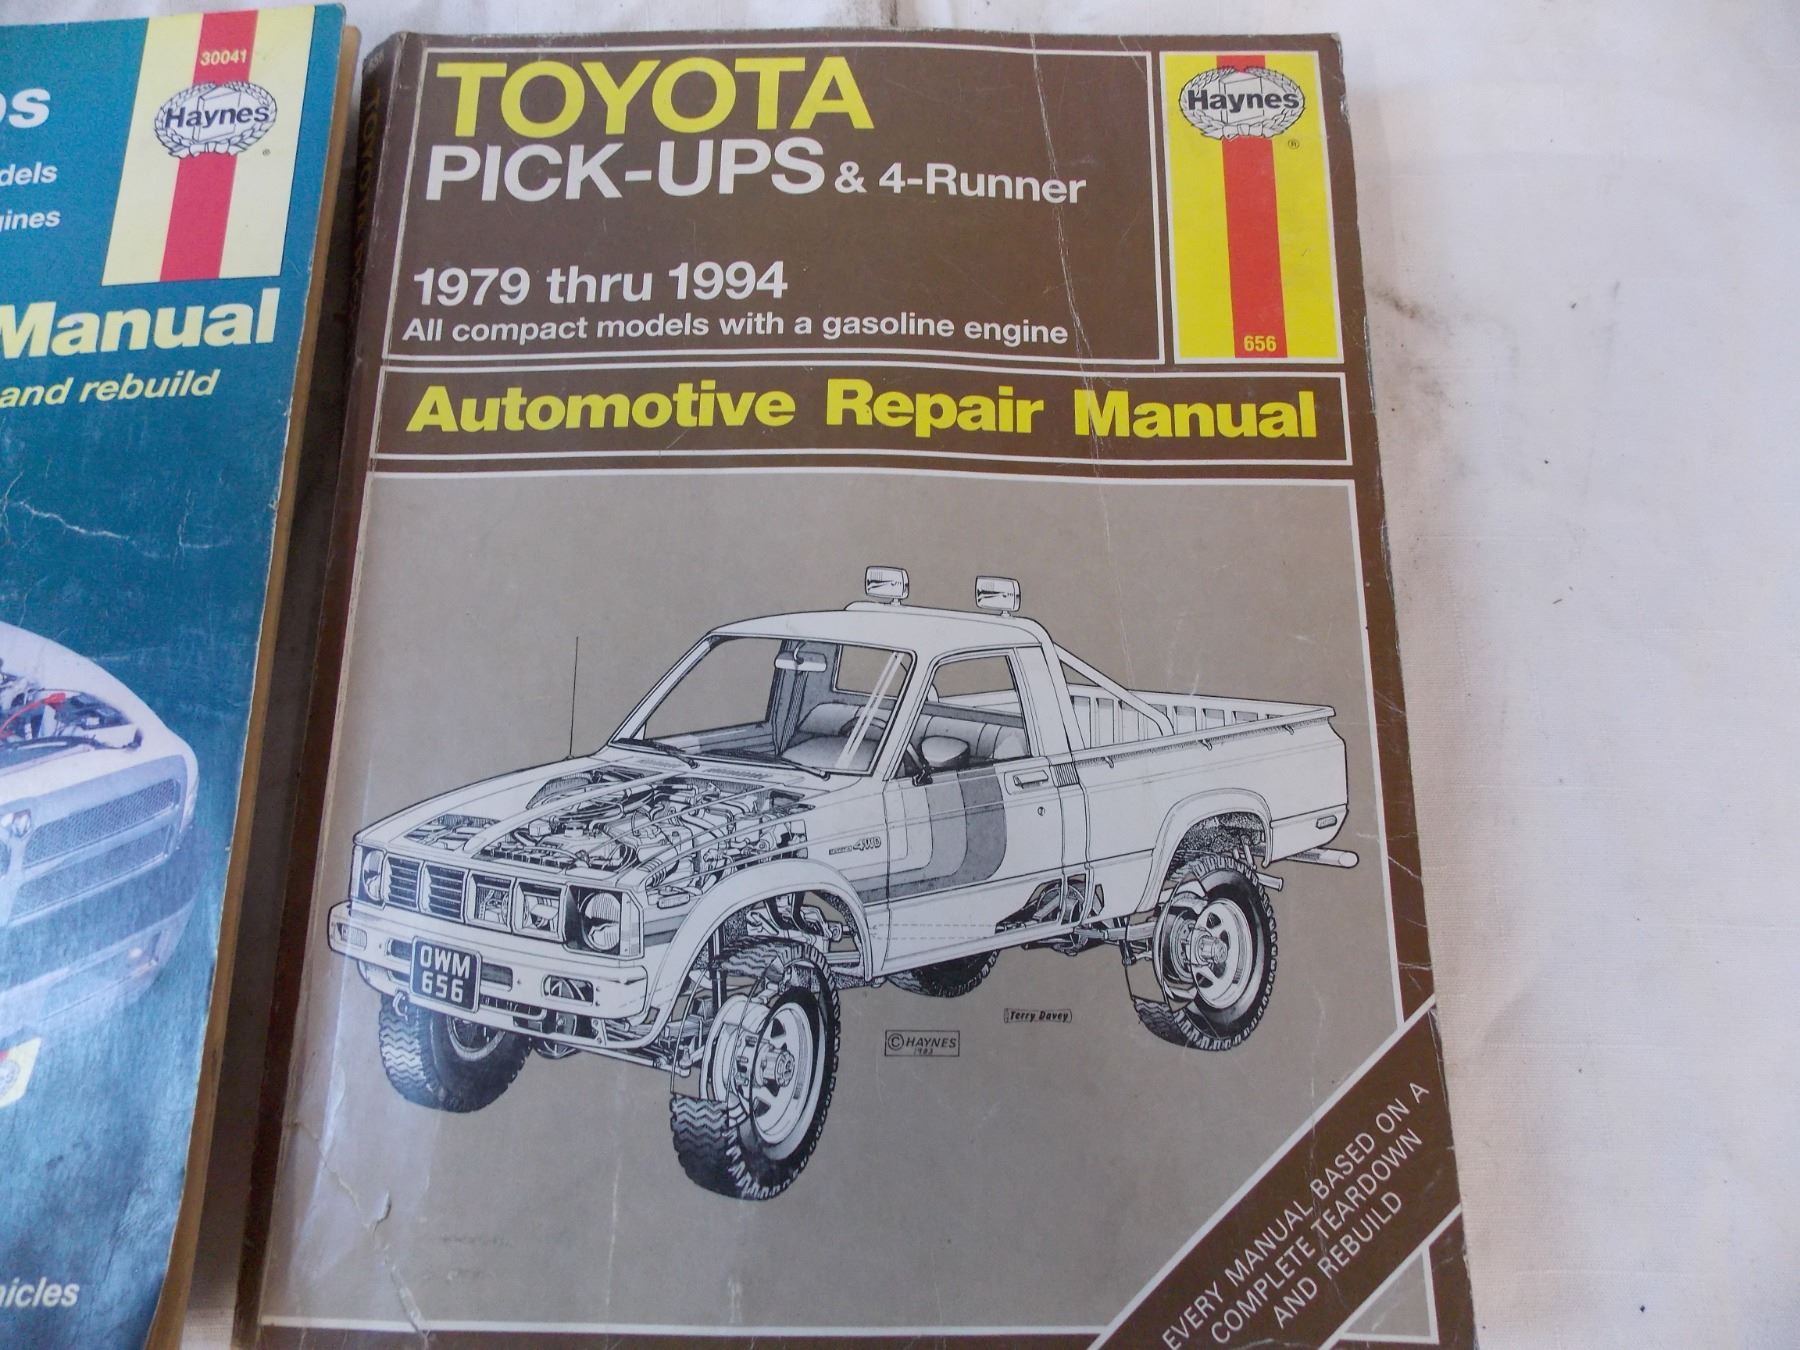 30041
Haynes
®
dels
gines
Manual
and rebuild
icles
TOYOTA
PICK-UPS & 4-Runner
1979 thru 1994
All compact models with a gasoline engine
Haynes
®
656
Automotive Repair Manual
4WD
OWM
656
Terry Davey
© HAYNES
1983
EVERY MANUAL BASED ON A
COMPLETE TEARDOWN
AND REBUILD